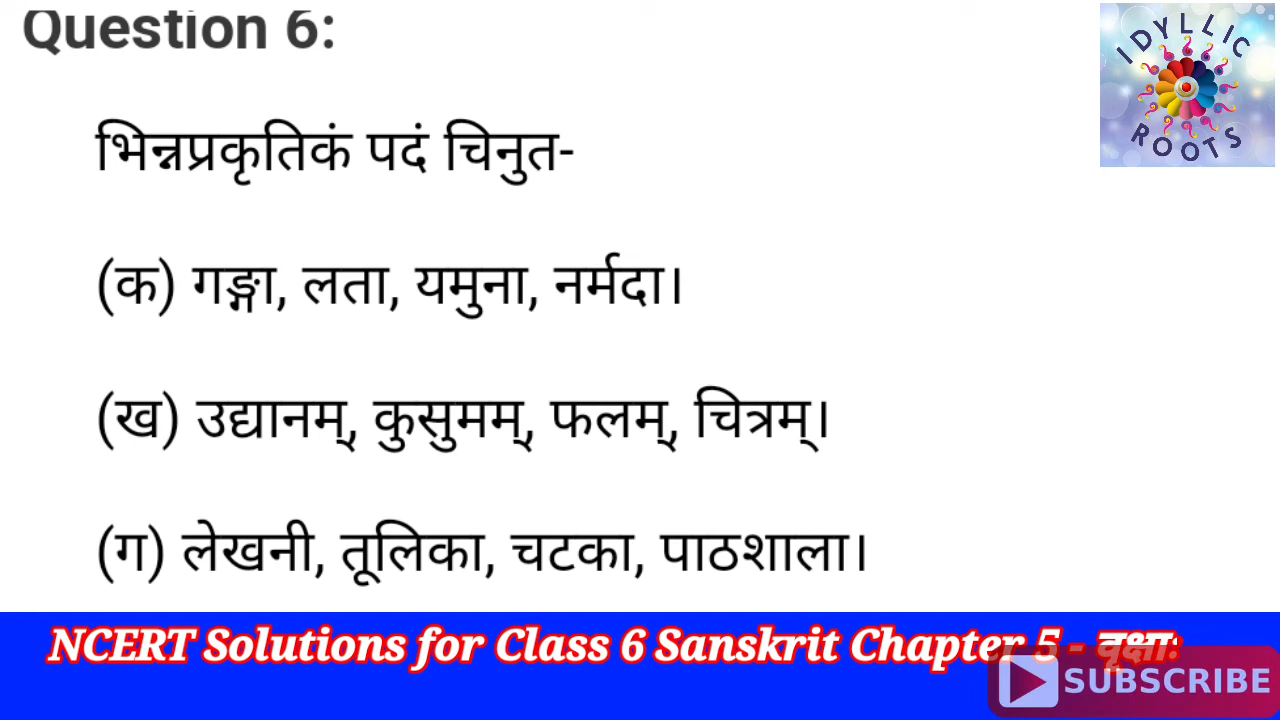 Question 6:
IDYLLIC
ROOTS
भिन्नप्रकृतिकं पदं चिनुत-
(क) गङ्गा, लता, यमुना, नर्मदा।
(ख) उद्यानम्, कुसुमम्, फलम्, चित्रम्।
(ग) लेखनी, तूलिका, चटका, पाठशाला।
NCERT Solutions for Class 6 Sanskrit Chapter 5 - वृक्षाः
SUBSCRIBE